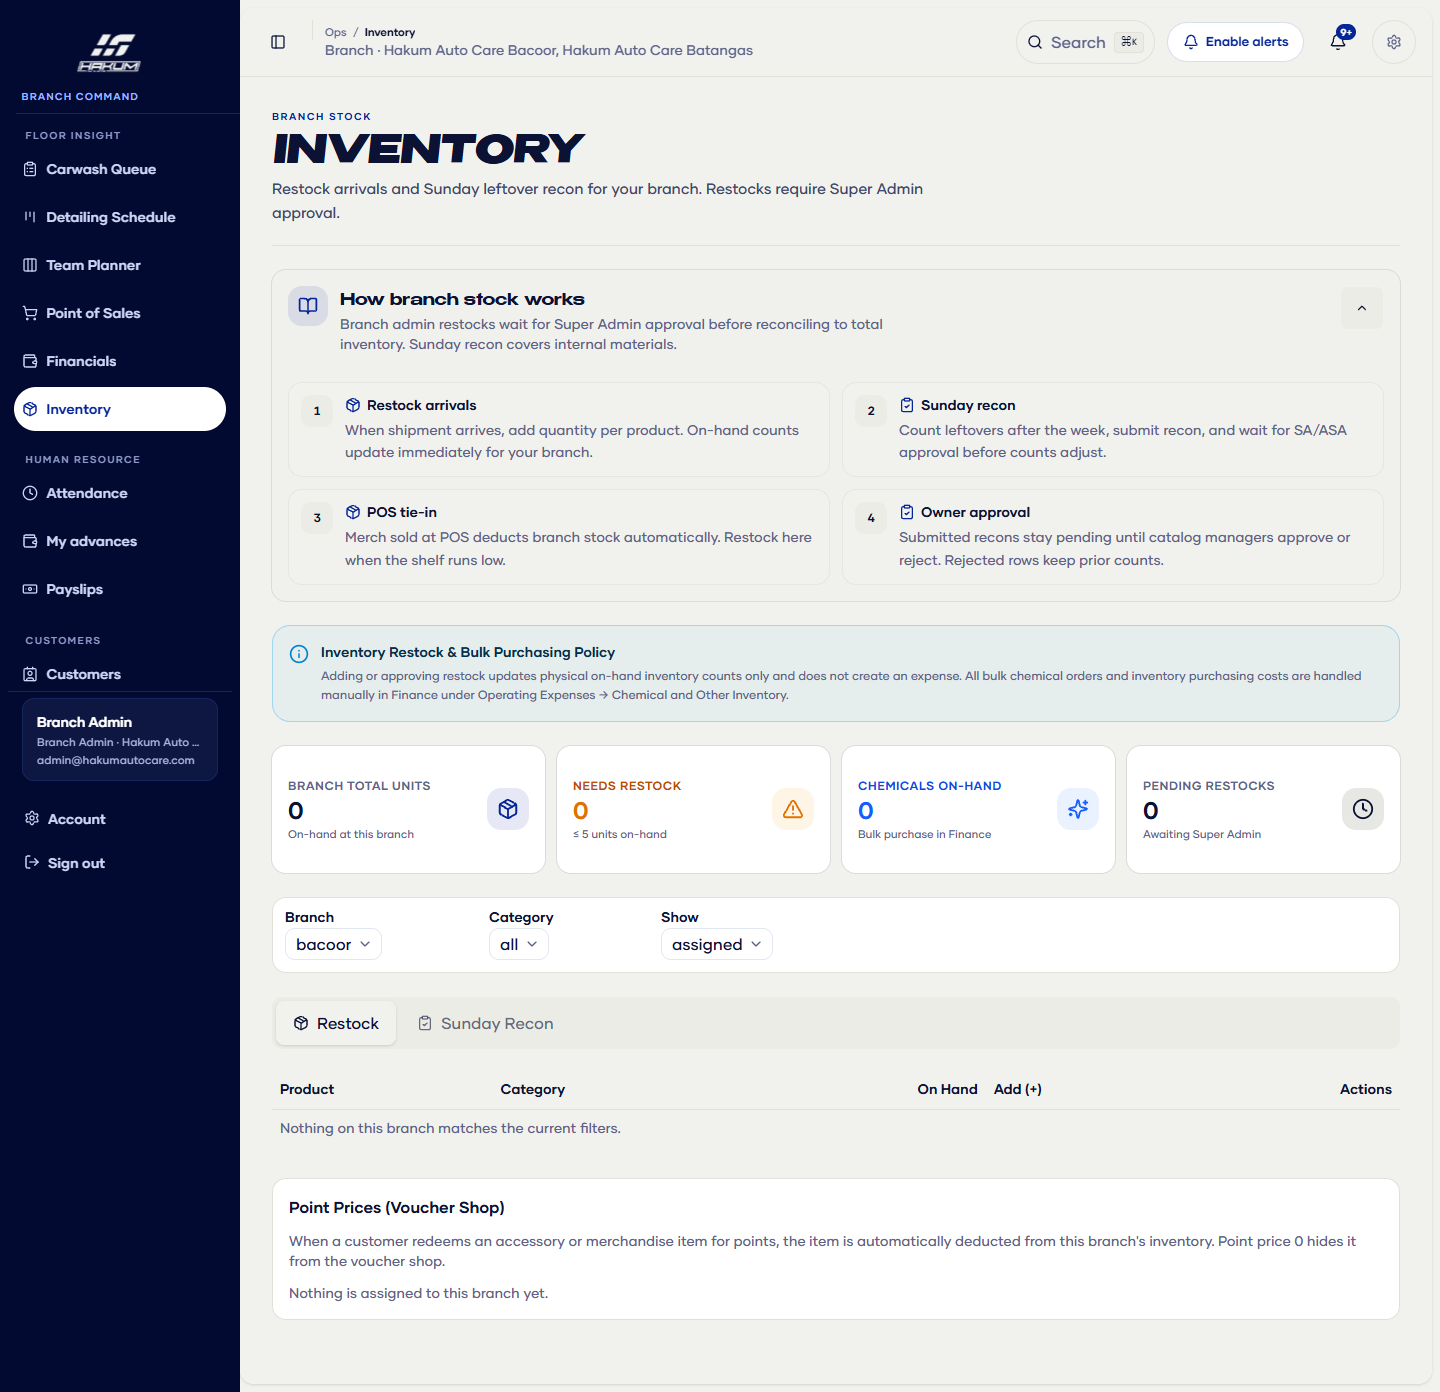 HAKUM
BRANCH COMMAND
FLOOR INSIGHT
Carwash Queue
Detailing Schedule
Team Planner
Point of Sales
Financials
Inventory
HUMAN RESOURCE
Attendance
My advances
Payslips
CUSTOMERS
Customers
Branch Admin
Branch Admin · Hakum Auto ...
admin@hakumautocare.com
Account
Sign out
Ops / Inventory
Branch · Hakum Auto Care Bacoor, Hakum Auto Care Batangas
Search ⌘K
Enable alerts
9+
BRANCH STOCK
INVENTORY
Restock arrivals and Sunday leftover recon for your branch. Restocks require Super Admin
approval.
How branch stock works
Branch admin restocks wait for Super Admin approval before reconciling to total
inventory. Sunday recon covers internal materials.
1 Restock arrivals
When shipment arrives, add quantity per product. On-hand counts
update immediately for your branch.
2 Sunday recon
Count leftovers after the week, submit recon, and wait for SA/ASA
approval before counts adjust.
3 POS tie-in
Merch sold at POS deducts branch stock automatically. Restock here
when the shelf runs low.
4 Owner approval
Submitted recons stay pending until catalog managers approve or
reject. Rejected rows keep prior counts.
Inventory Restock & Bulk Purchasing Policy
Adding or approving restock updates physical on-hand inventory counts only and does not create an expense. All bulk chemical orders and inventory purchasing costs are handled
manually in Finance under Operating Expenses → Chemical and Other Inventory.
BRANCH TOTAL UNITS
0
On-hand at this branch
NEEDS RESTOCK
0
≤ 5 units on-hand
CHEMICALS ON-HAND
0
Bulk purchase in Finance
PENDING RESTOCKS
0
Awaiting Super Admin
Branch
bacoor
Category
all
Show
assigned
Restock
Sunday Recon
Product Category On Hand Add (+) Actions
Nothing on this branch matches the current filters.
Point Prices (Voucher Shop)
When a customer redeems an accessory or merchandise item for points, the item is automatically deducted from this branch's inventory. Point price 0 hides it
from the voucher shop.
Nothing is assigned to this branch yet.